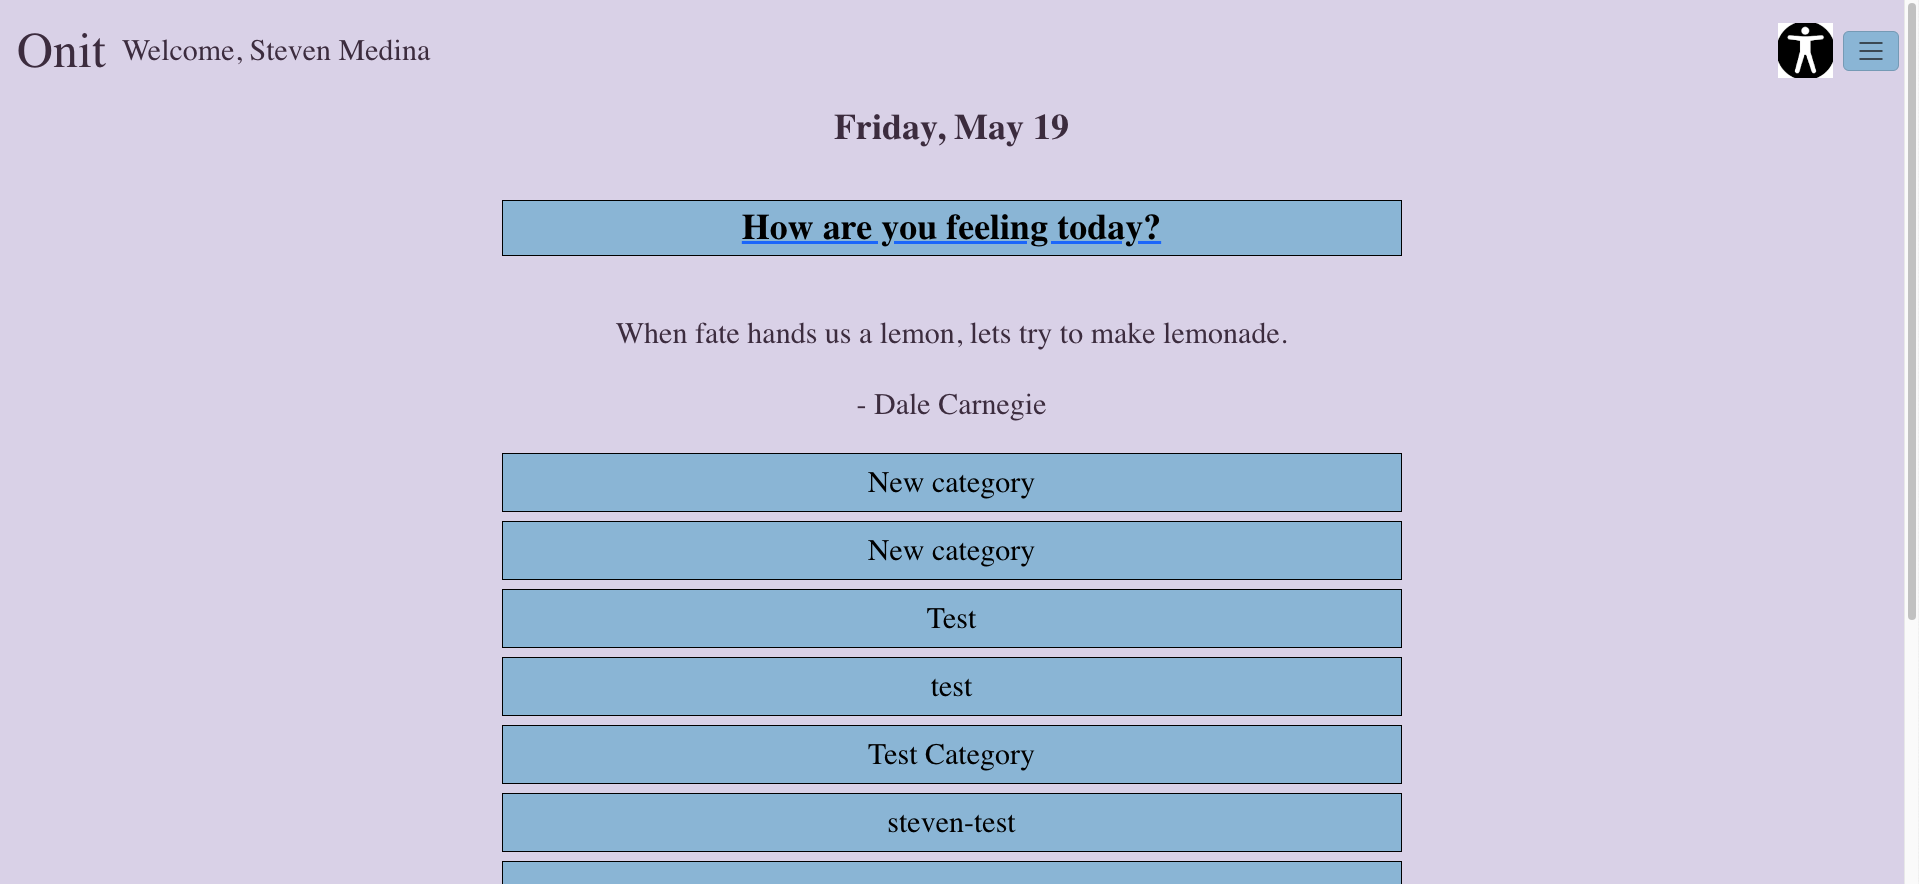 Onit Welcome, Steven Medina
Friday, May 19
How are you feeling today?
When fate hands us a lemon, lets try to make lemonade.
- Dale Carnegie
New category
New category
Test
test
Test Category
steven-test